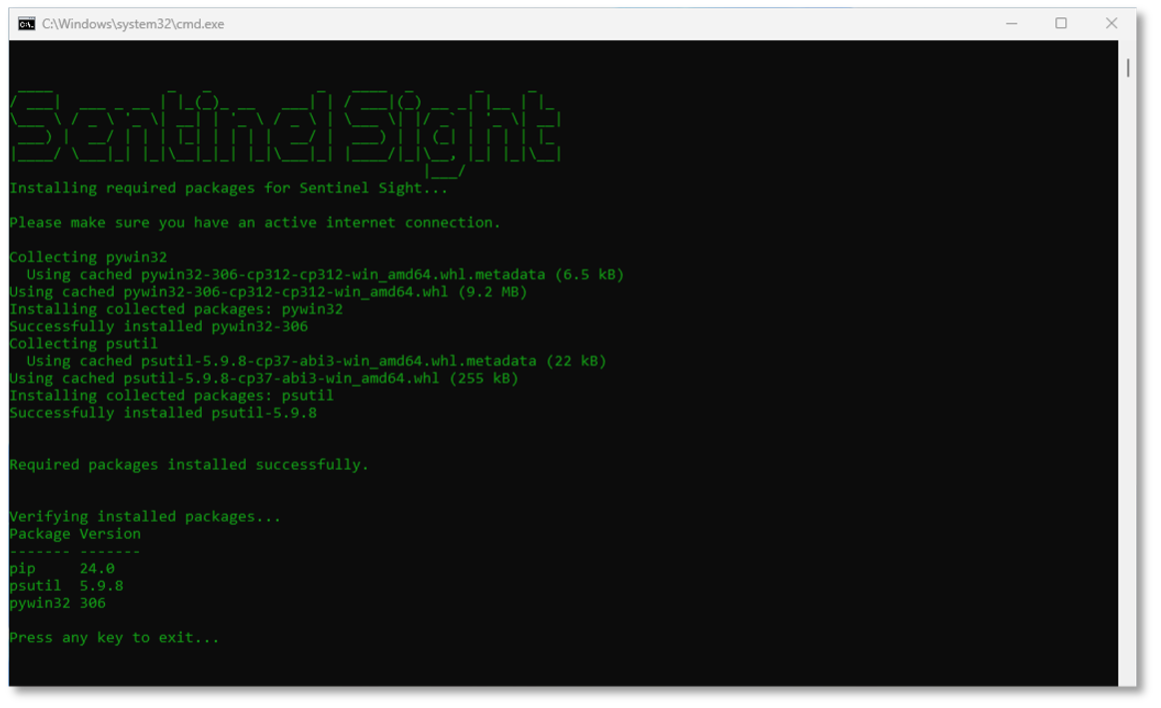 C:\Windows\system32\cmd.exe
Sentinel Sight
Installing required packages for Sentinel Sight...
Please make sure you have an active internet connection.
Collecting pywin32
  Using cached pywin32-306-cp312-cp312-win_amd64.whl.metadata (6.5 kB)
Using cached pywin32-306-cp312-cp312-win_amd64.whl (9.2 MB)
Installing collected packages: pywin32
Successfully installed pywin32-306
Collecting psutil
  Using cached psutil-5.9.8-cp37-abi3-win_amd64.whl.metadata (22 kB)
Using cached psutil-5.9.8-cp37-abi3-win_amd64.whl (255 kB)
Installing collected packages: psutil
Successfully installed psutil-5.9.8
Required packages installed successfully.
Verifying installed packages...
Package Version
------- -------
pip     24.0
psutil  5.9.8
pywin32 306
Press any key to exit...